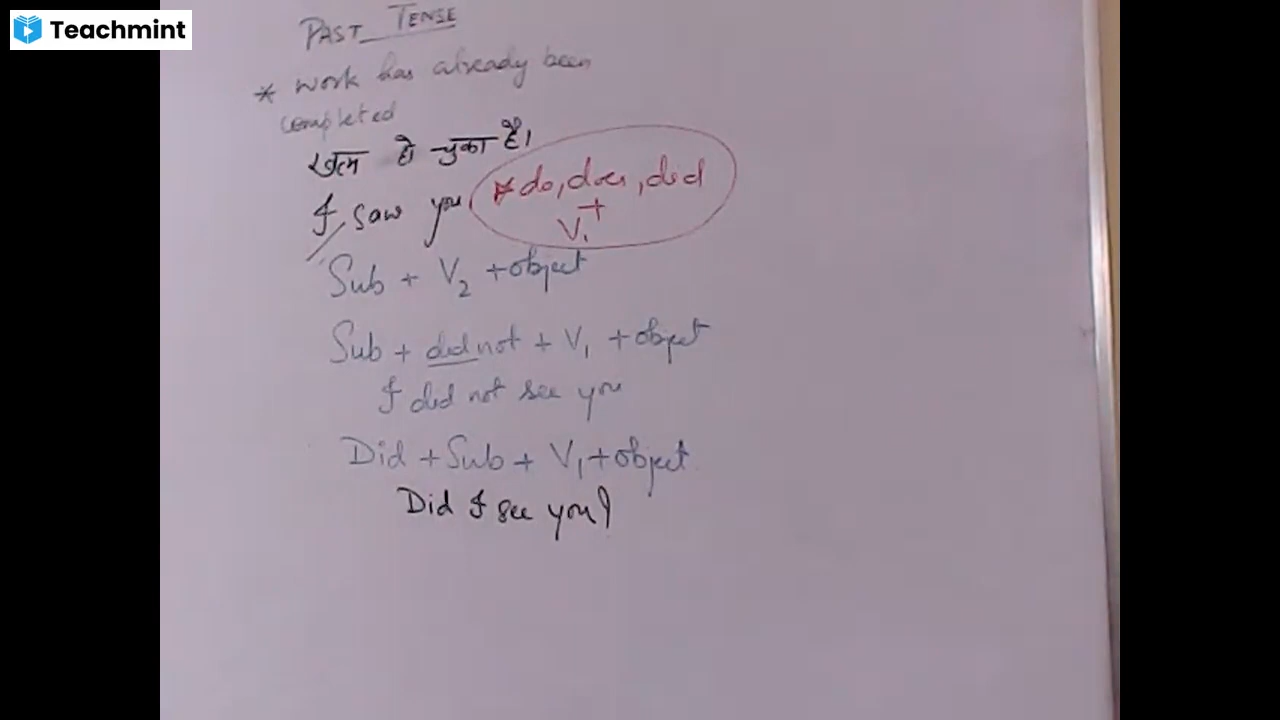 Teachmint
PAST TENSE
* work has already been
completed
खत्म हो चुका है।
I saw you
* do, does, did
+
V₁
Sub + V₂ + object
Sub + did not + V₁ + object
I did not see you
Did + Sub + V₁ + object
Did I see you?